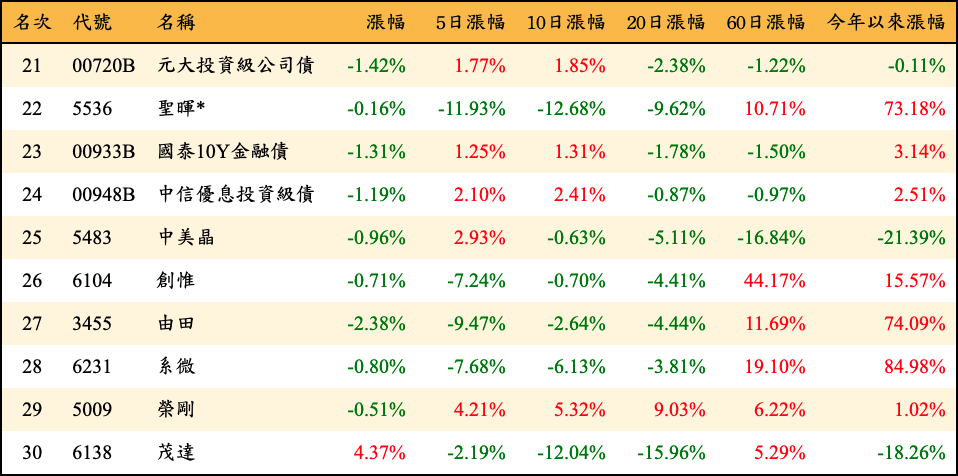 名次 代號 名稱 漲幅 5日漲幅 10日漲幅 20日漲幅 60日漲幅 今年以來漲幅
21 00720B 元大投資級公司債 -1.42% 1.77% 1.85% -2.38% -1.22% -0.11%
22 5536 聖暉* -0.16% -11.93% -12.68% -9.62% 10.71% 73.18%
23 00933B 國泰10Y金融債 -1.31% 1.25% 1.31% -1.78% -1.50% 3.14%
24 00948B 中信優息投資級債 -1.19% 2.10% 2.41% -0.87% -0.97% 2.51%
25 5483 中美晶 -0.96% 2.93% -0.63% -5.11% -16.84% -21.39%
26 6104 創惟 -0.71% -7.24% -0.70% -4.41% 44.17% 15.57%
27 3455 由田 -2.38% -9.47% -2.64% -4.44% 11.69% 74.09%
28 6231 系微 -0.80% -7.68% -6.13% -3.81% 19.10% 84.98%
29 5009 榮剛 -0.51% 4.21% 5.32% 9.03% 6.22% 1.02%
30 6138 茂達 4.37% -2.19% -12.04% -15.96% 5.29% -18.26%